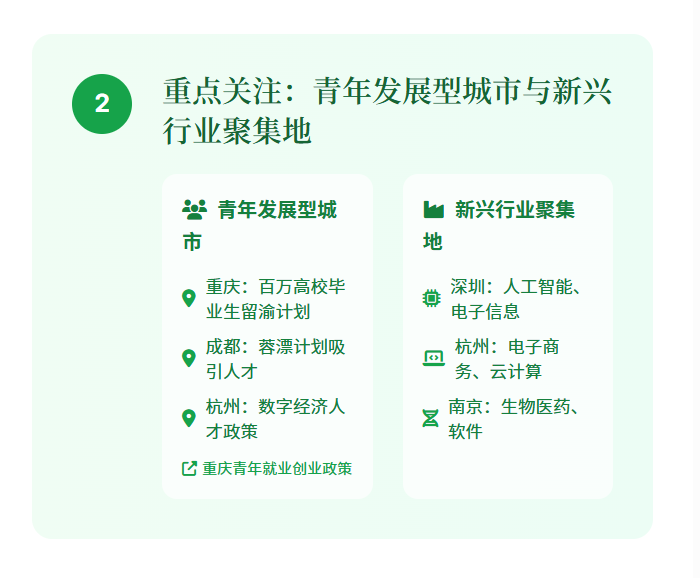 2
重点关注：青年发展型城市与新兴
行业聚集地
青年发展型城
市
重庆：百万高校毕
业生留渝计划
成都：蓉漂计划吸
引人才
杭州：数字经济人
才政策
重庆青年就业创业政策
新兴行业聚集
地
深圳：人工智能、
电子信息
杭州：电子商
务、云计算
南京：生物医药、
软件